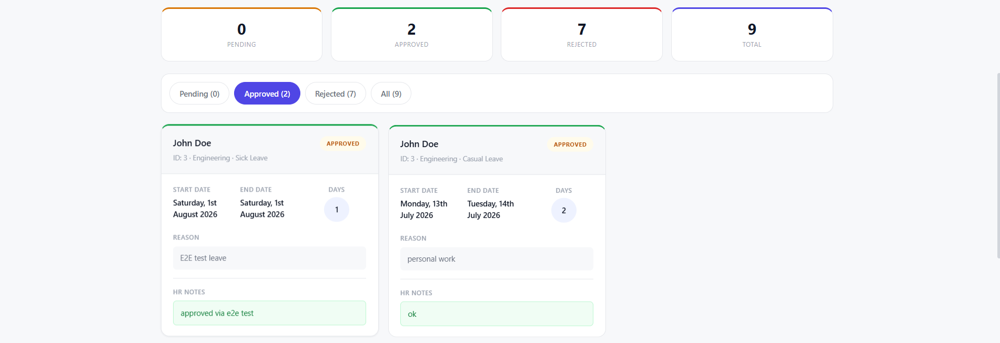 0
PENDING
2
APPROVED
7
REJECTED
9
TOTAL
Pending (0)
Approved (2)
Rejected (7)
All (9)
John Doe
APPROVED
ID: 3 · Engineering · Sick Leave
START DATE
END DATE
DAYS
Saturday, 1st
August 2026
Saturday, 1st
August 2026
1
REASON
E2E test leave
HR NOTES
approved via e2e test
John Doe
APPROVED
ID: 3 · Engineering · Casual Leave
START DATE
END DATE
DAYS
Monday, 13th
July 2026
Tuesday, 14th
July 2026
2
REASON
personal work
HR NOTES
ok